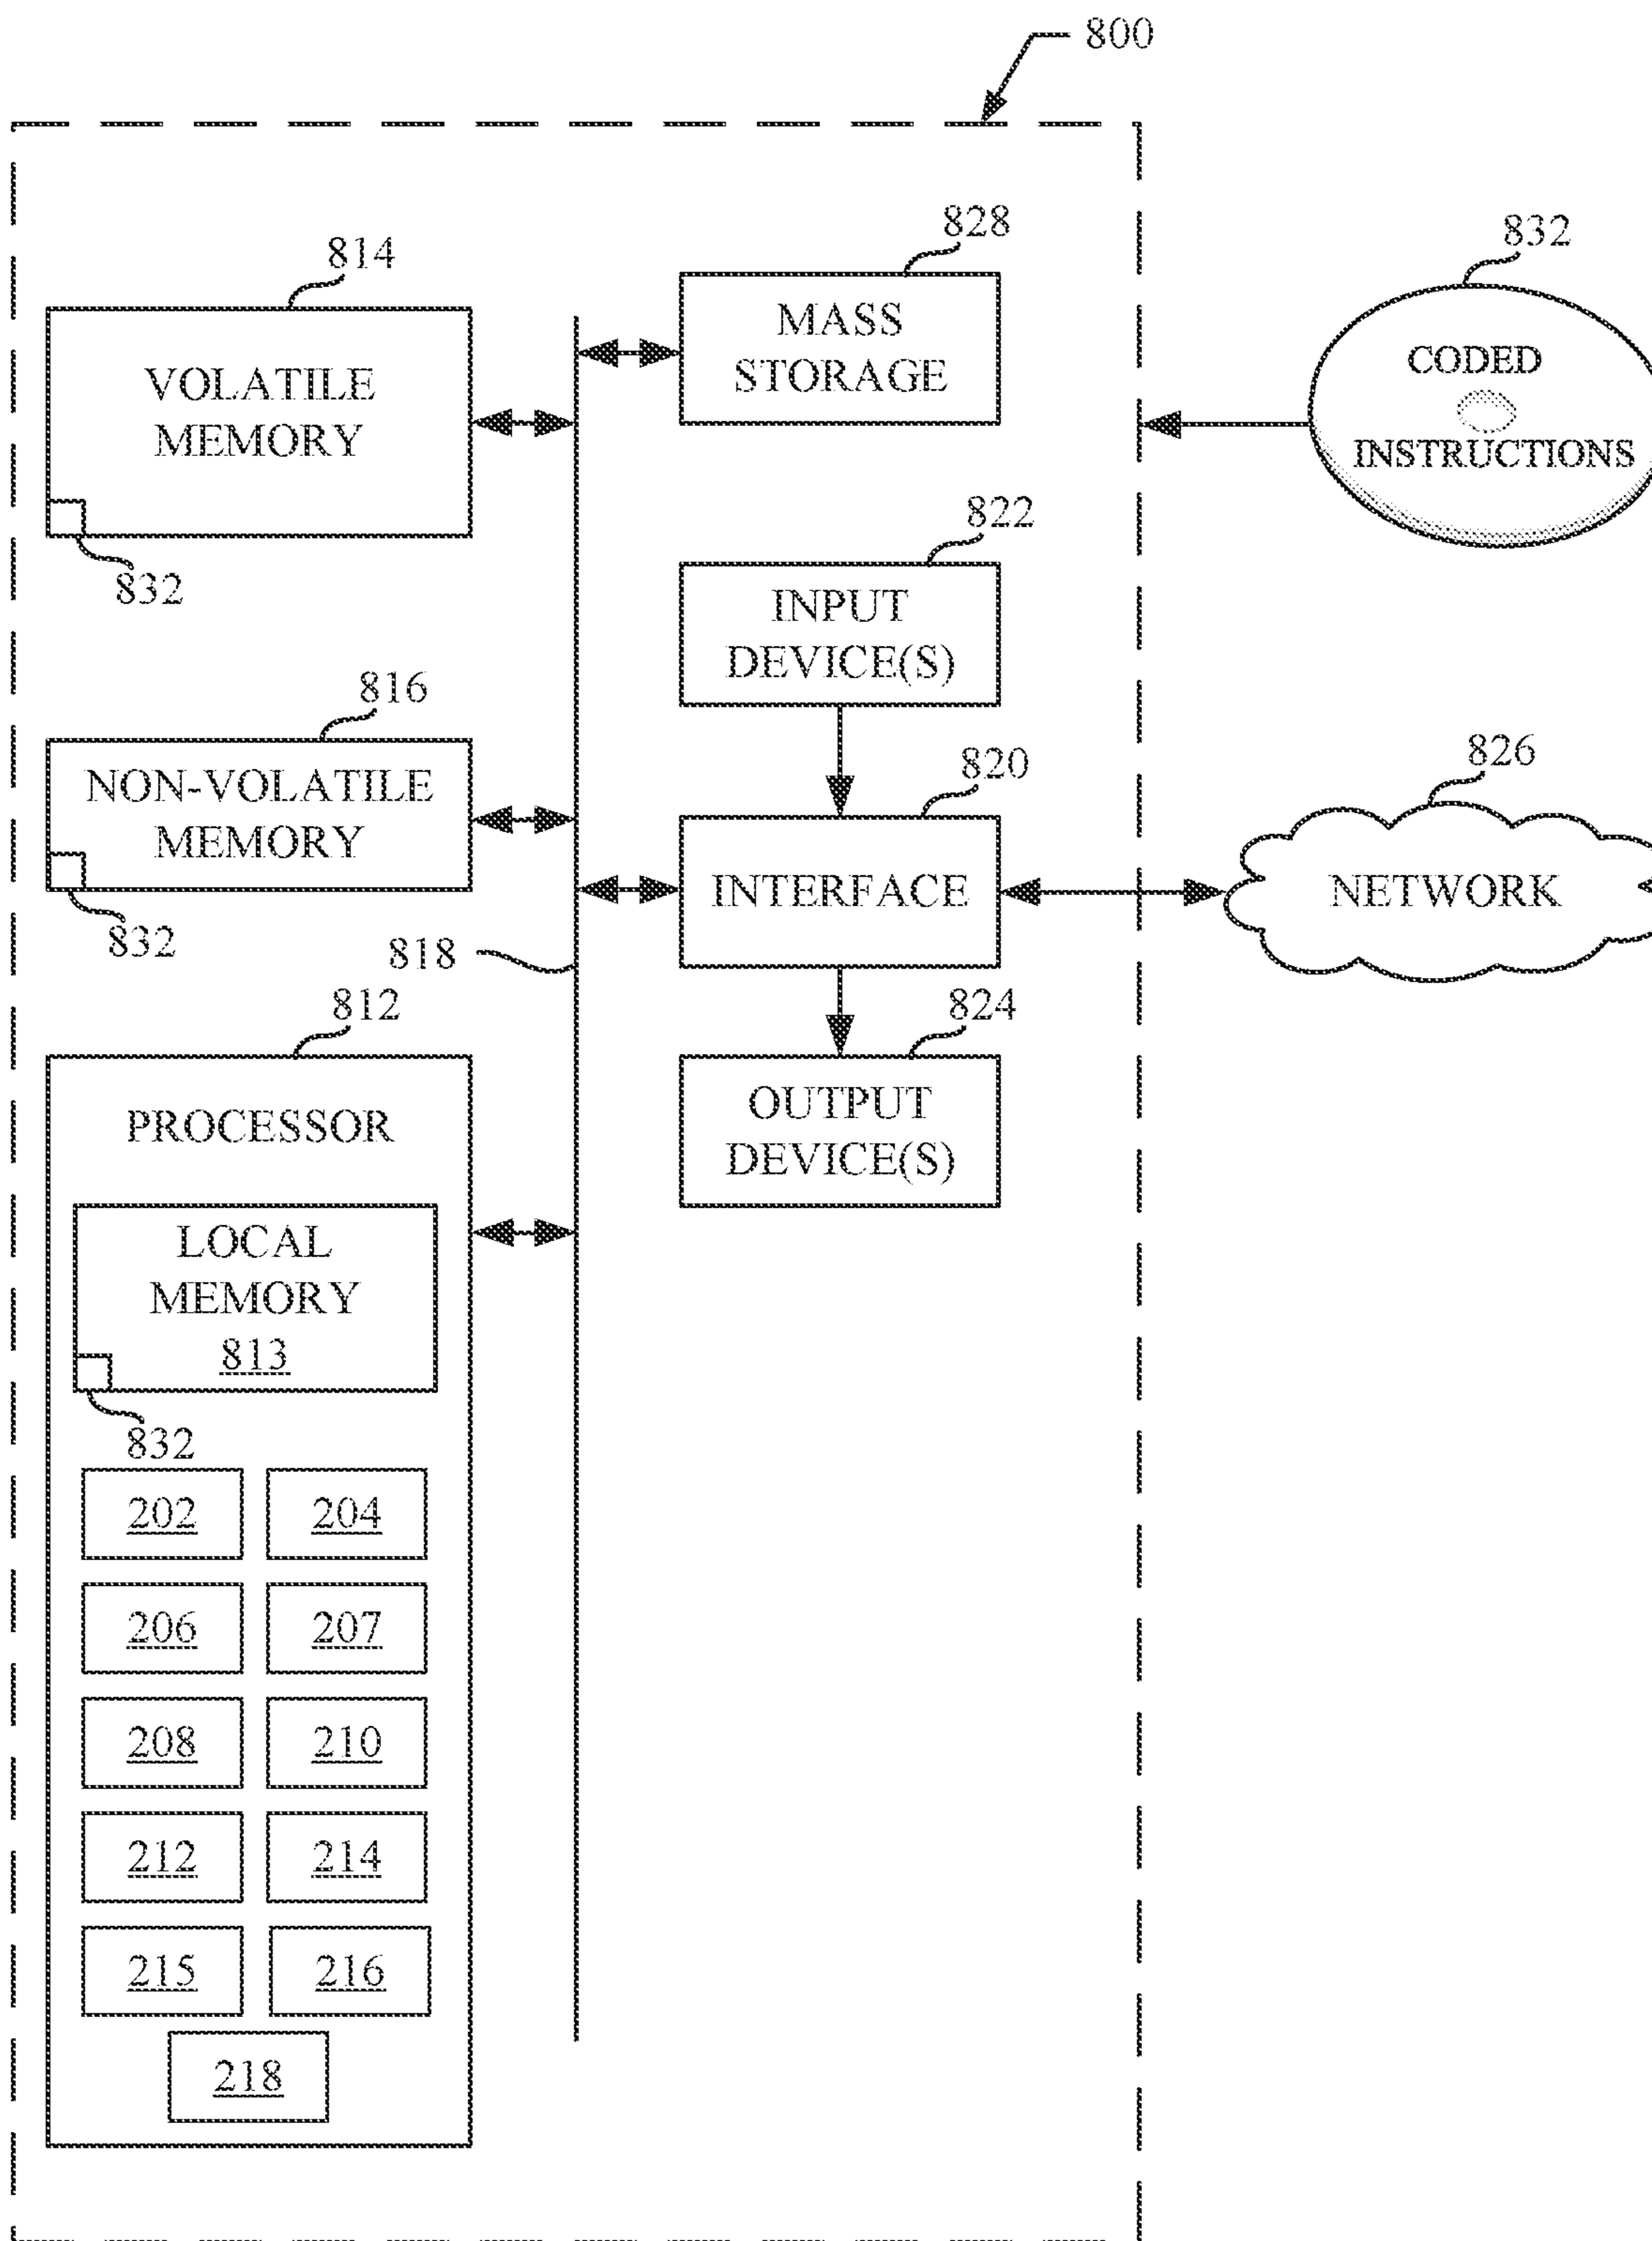 800
814
VOLATILE
MEMORY
832
828
MASS
STORAGE
832
CODED
INSTRUCTIONS
822
INPUT
DEVICE(S)
816
NON-VOLATILE
MEMORY
832
820
INTERFACE
826
NETWORK
818
824
OUTPUT
DEVICE(S)
812
PROCESSOR
LOCAL
MEMORY
813
832
202
204
206
207
208
210
212
214
215
216
218